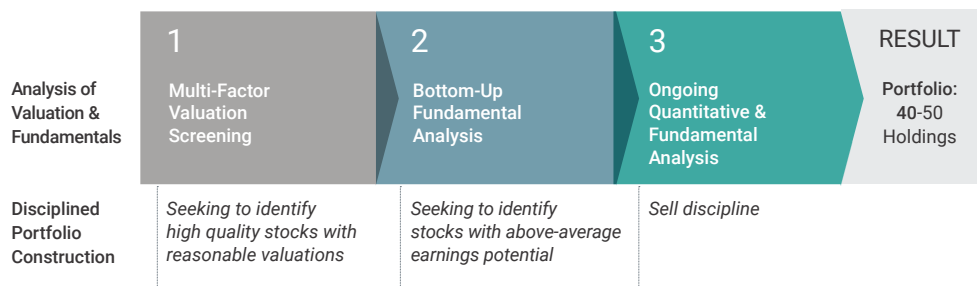 Analysis of
Valuation &
Fundamentals
1
Multi-Factor
Valuation
Screening
2
Bottom-Up
Fundamental
Analysis
3
Ongoing
Quantitative &
Fundamental
Analysis
RESULT
Portfolio:
40-50
Holdings
Disciplined
Portfolio
Construction
Seeking to identify
high quality stocks with
reasonable valuations
Seeking to identify
stocks with above-average
earnings potential
Sell discipline